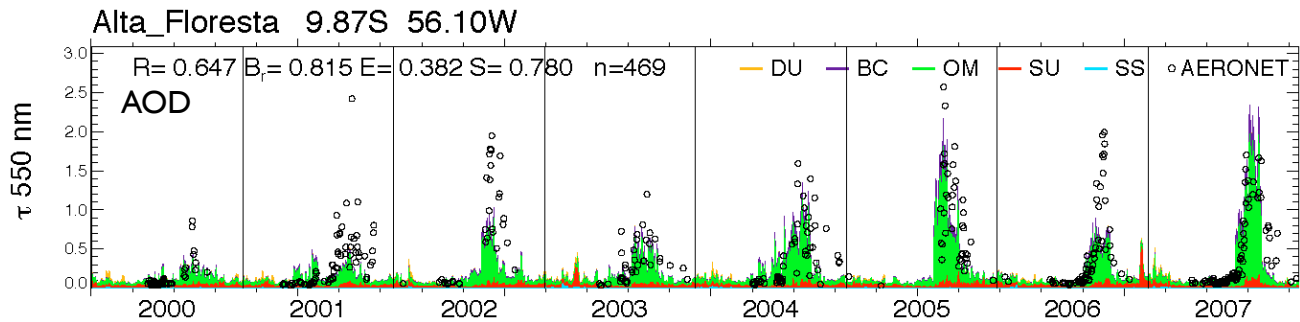 Alta_Floresta 9.87S 56.10W
R= 0.647 Br= 0.815 E= 0.382 S= 0.780 n=469
DU BC OM SU SS AERONET
AOD
τ 550 nm
3.0
2.5
2.0
1.5
1.0
0.5
0.0
2000 2001 2002 2003 2004 2005 2006 2007